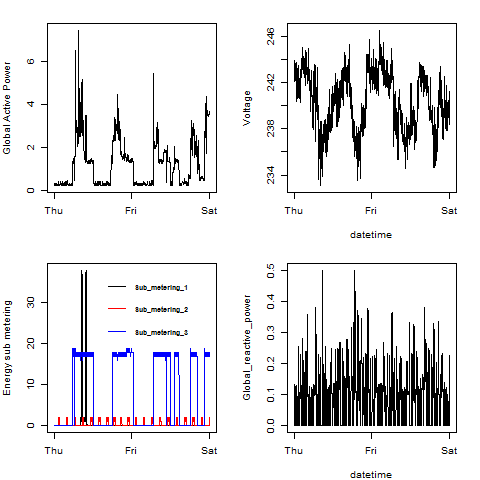 Global Active Power
6
4
2
0
Thu Fri Sat
Voltage
246
242
238
234
Thu Fri Sat
datetime
Energy sub metering
30
20
10
0
Sub_metering_1
Sub_metering_2
Sub_metering_3
Thu Fri Sat
Global_reactive_power
0.5
0.4
0.3
0.2
0.1
0.0
Thu Fri Sat
datetime